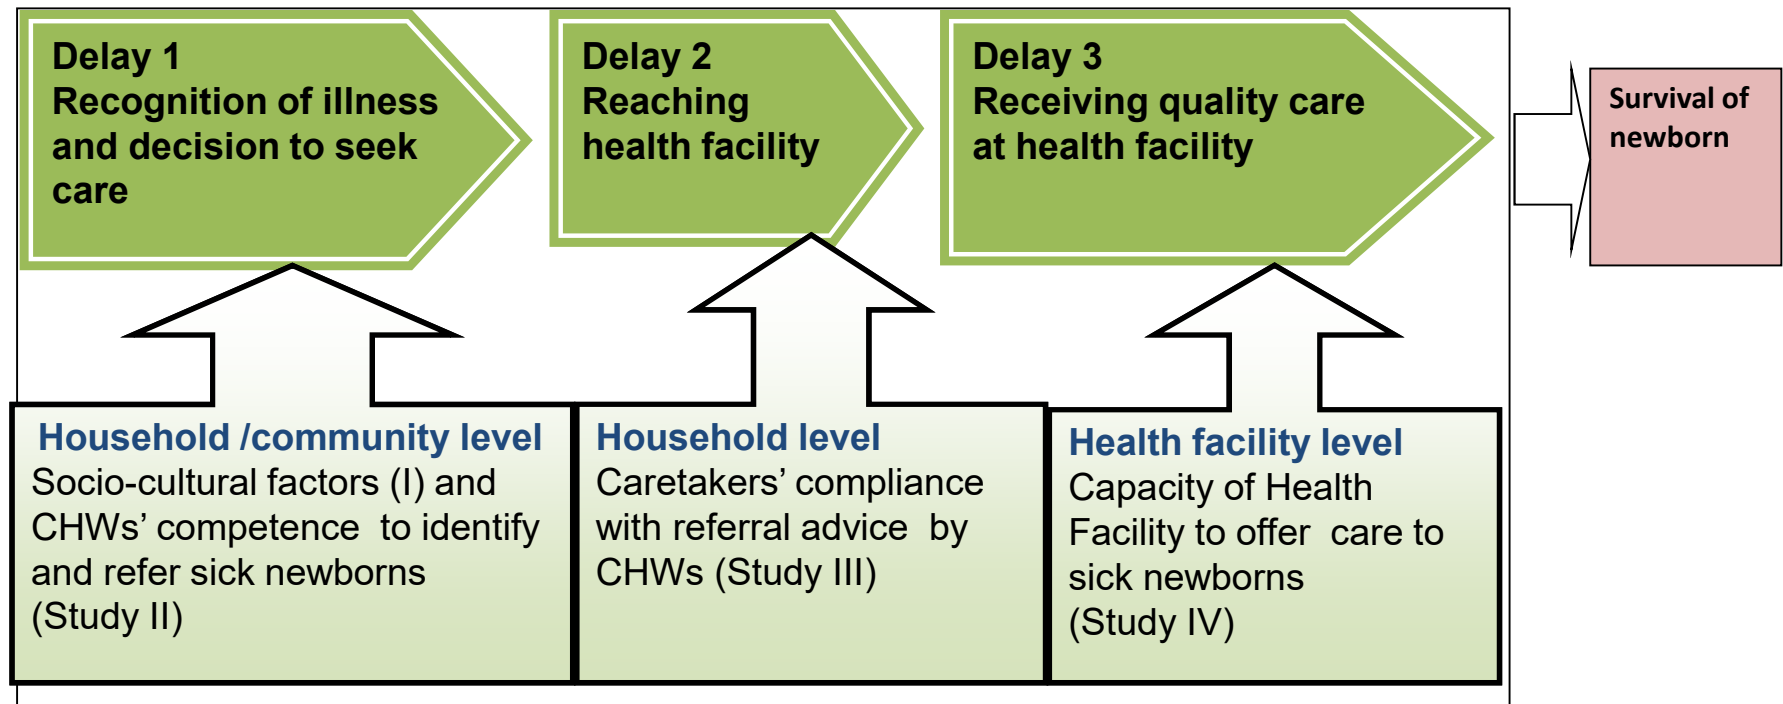 Delay 1
Recognition of illness
and decision to seek
care
Delay 2
Reaching
health facility
Delay 3
Receiving quality care
at health facility
Survival of
newborn
Household /community level
Socio-cultural factors (I) and
CHWs’ competence to identify
and refer sick newborns
(Study II)
Household level
Caretakers’ compliance
with referral advice by
CHWs (Study III)
Health facility level
Capacity of Health
Facility to offer care to
sick newborns
(Study IV)